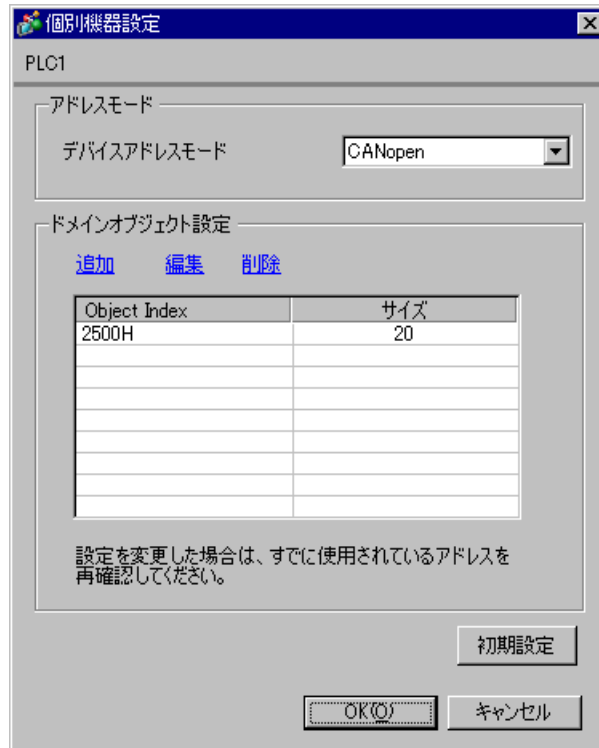 個別機器設定
PLC1
アドレスモード
デバイスアドレスモード
CANopen
ドメインオブジェクト設定
追加 編集 削除
Object Index サイズ
2500H 20
設定を変更した場合は、すでに使用されているアドレスを
再確認してください。
初期設定
OK(O) キャンセル